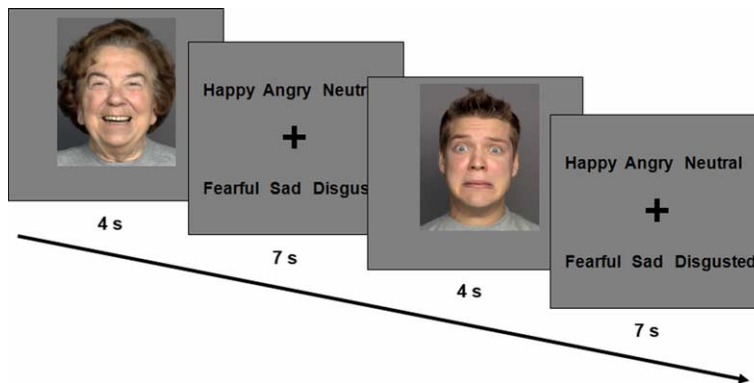 Happy Angry Neutr
Fearful Sad Disgus
4 s
7 s
Happy Angry Neutral
Fearful Sad Disgusted
4 s
7 s